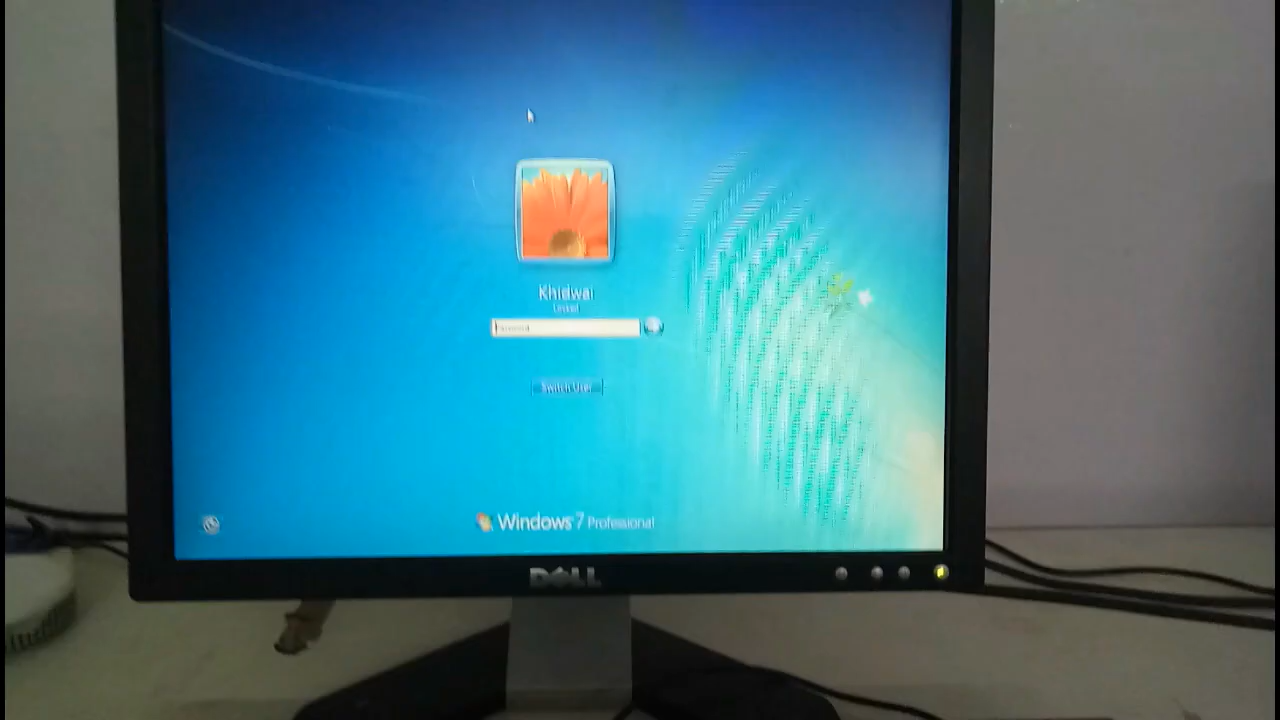 Khidwai
Locked
Password
Switch User
Windows 7 Professional
DELL